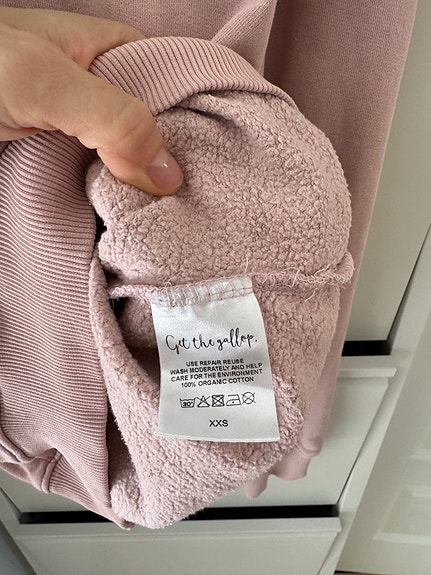 Get the gallop.
USE REPAIR REUSE
WASH MODERATELY AND HELP
CARE FOR THE ENVIRONMENT
100% ORGANIC COTTON
30°
XXS